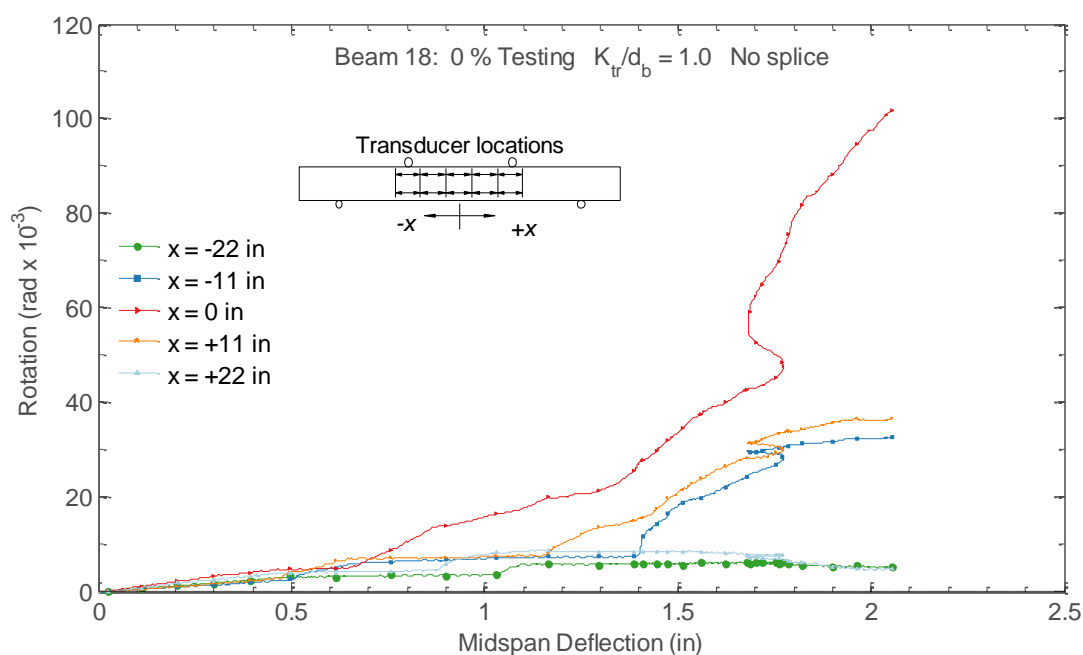 Beam 18: 0 % Testing K_tr/d_b = 1.0 No splice
Transducer locations
-x
+x
x = -22 in
x = -11 in
x = 0 in
x = +11 in
x = +22 in
Rotation (rad x 10^-3)
120
100
80
60
40
20
0
0
0.5
1
1.5
2
2.5
Midspan Deflection (in)